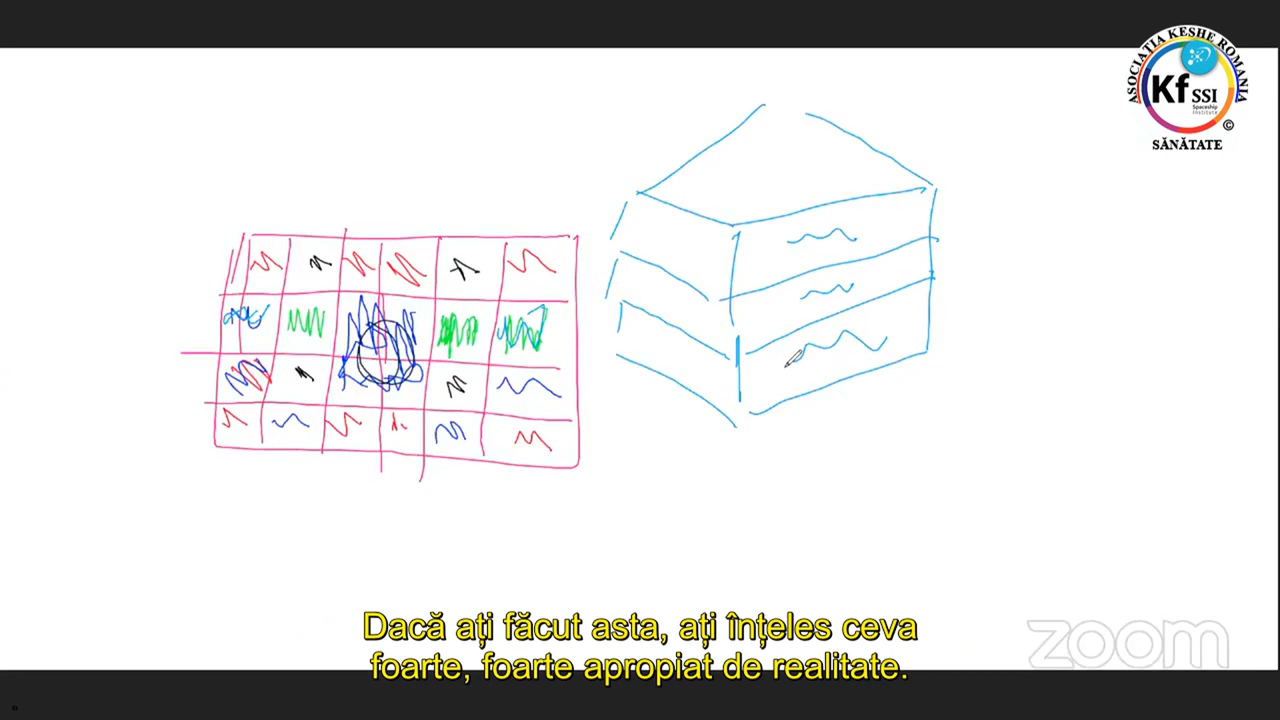 ASOCIAȚIA KESHE ROMANIA
Kf SSI
Spaceship
Institute
©
SĂNĂTATE
Dacă ați făcut asta, ați înțeles ceva
foarte, foarte apropiat de realitate.
zoom